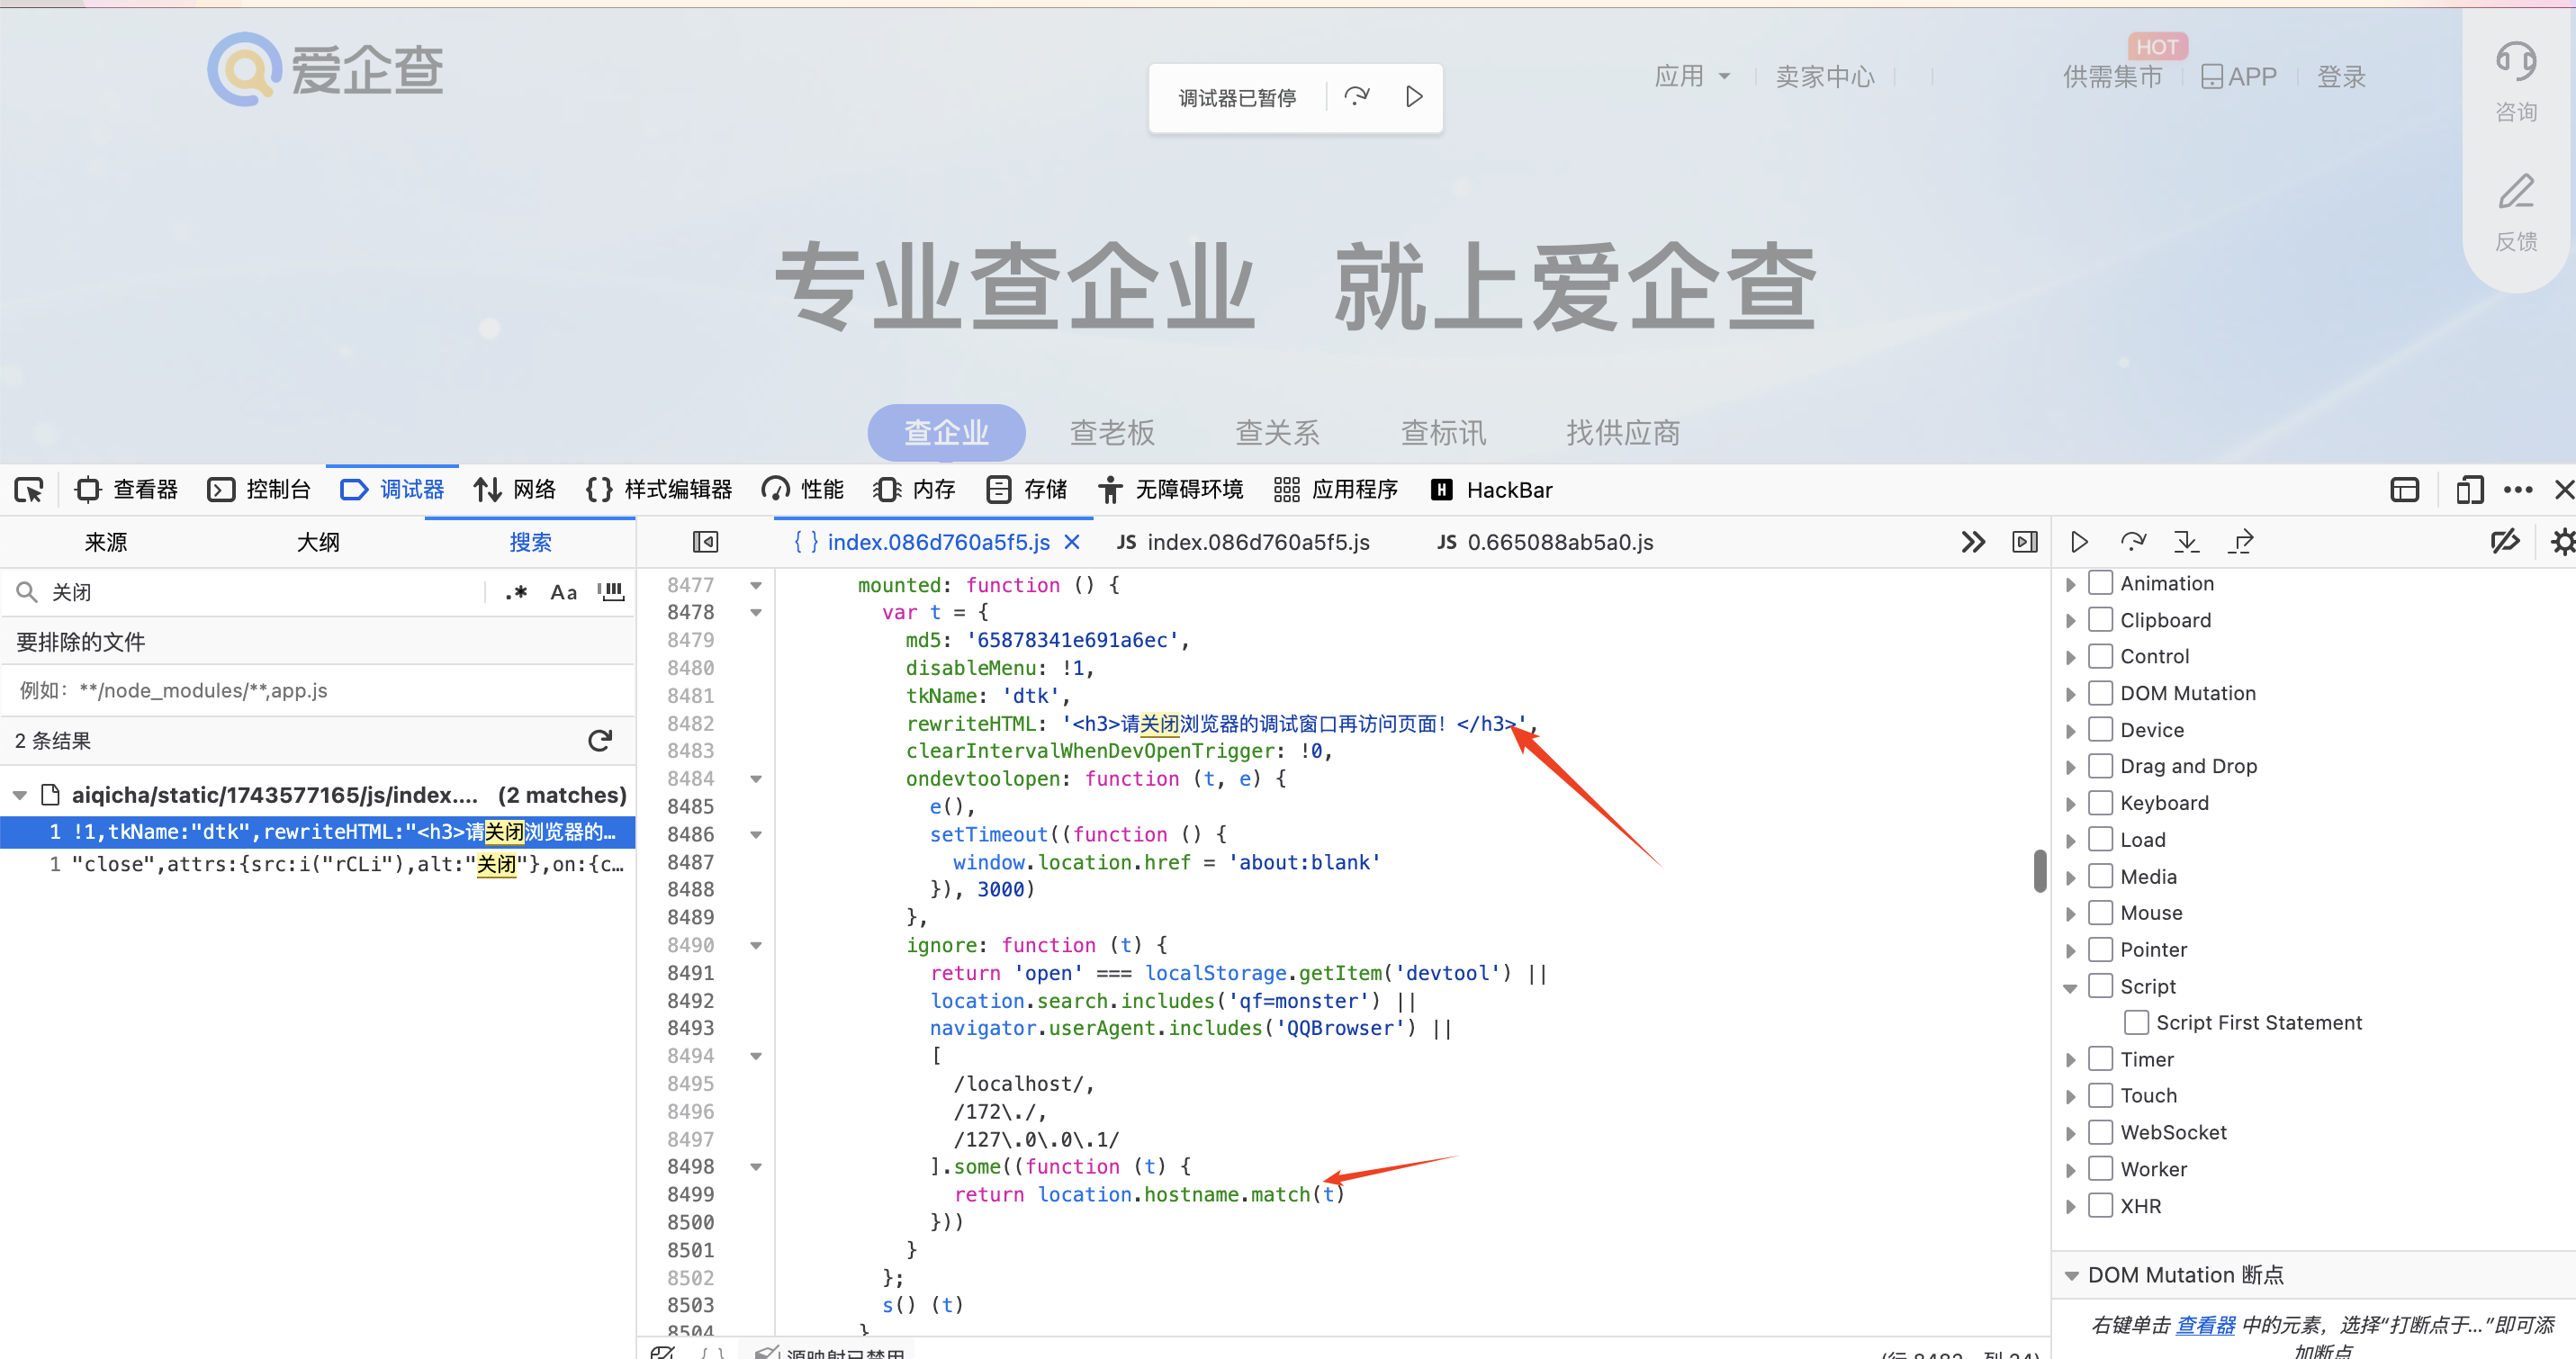 爱企查
调试器已暂停
应用
卖家中心
HOT
供需集市
APP
登录
咨询
反馈
专业查企业 就上爱企查
查企业 查老板 查关系 查标讯 找供应商
查看器 控制台 调试器 网络 样式编辑器 性能 内存 存储 无障碍环境 应用程序 H HackBar
来源 大纲 搜索
{ } index.086d760a5f5.js JS index.086d760a5f5.js JS 0.665088ab5a0.js
关闭 .* Aa
要排除的文件
例如：**/node_modules/**,app.js
2 条结果
aiqicha/static/1743577165/js/index.... (2 matches)
1 !1,tkName:"dtk",rewriteHTML:"<h3>请关闭浏览器的...
1 "close",attrs:{src:i("rCLi"),alt:"关闭"},on:{c...
8477 mounted: function () {
8478 var t = {
8479 md5: '65878341e691a6ec',
8480 disableMenu: !1,
8481 tkName: 'dtk',
8482 rewriteHTML: '<h3>请关闭浏览器的调试窗口再访问页面！</h3>',
8483 clearIntervalWhenDevOpenTrigger: !0,
8484 ondevtoolopen: function (t, e) {
8485 e(),
8486 setTimeout((function () {
8487 window.location.href = 'about:blank'
8488 }), 3000)
8489 },
8490 ignore: function (t) {
8491 return 'open' === localStorage.getItem('devtool') ||
8492 location.search.includes('qf=monster') ||
8493 navigator.userAgent.includes('QQBrowser') ||
8494 [
8495 /localhost/,
8496 /172\./,
8497 /127\.0\.0\.1/
8498 ].some((function (t) {
8499 return location.hostname.match(t)
8500 }))
8501 }
8502 };
8503 s() (t)
8504 }
源映射已禁用
(行 8482，列 24)
Animation
Clipboard
Control
DOM Mutation
Device
Drag and Drop
Keyboard
Load
Media
Mouse
Pointer
Script
Script First Statement
Timer
Touch
WebSocket
Worker
XHR
DOM Mutation 断点
右键单击 查看器 中的元素，选择“打断点于...”即可添
加断点